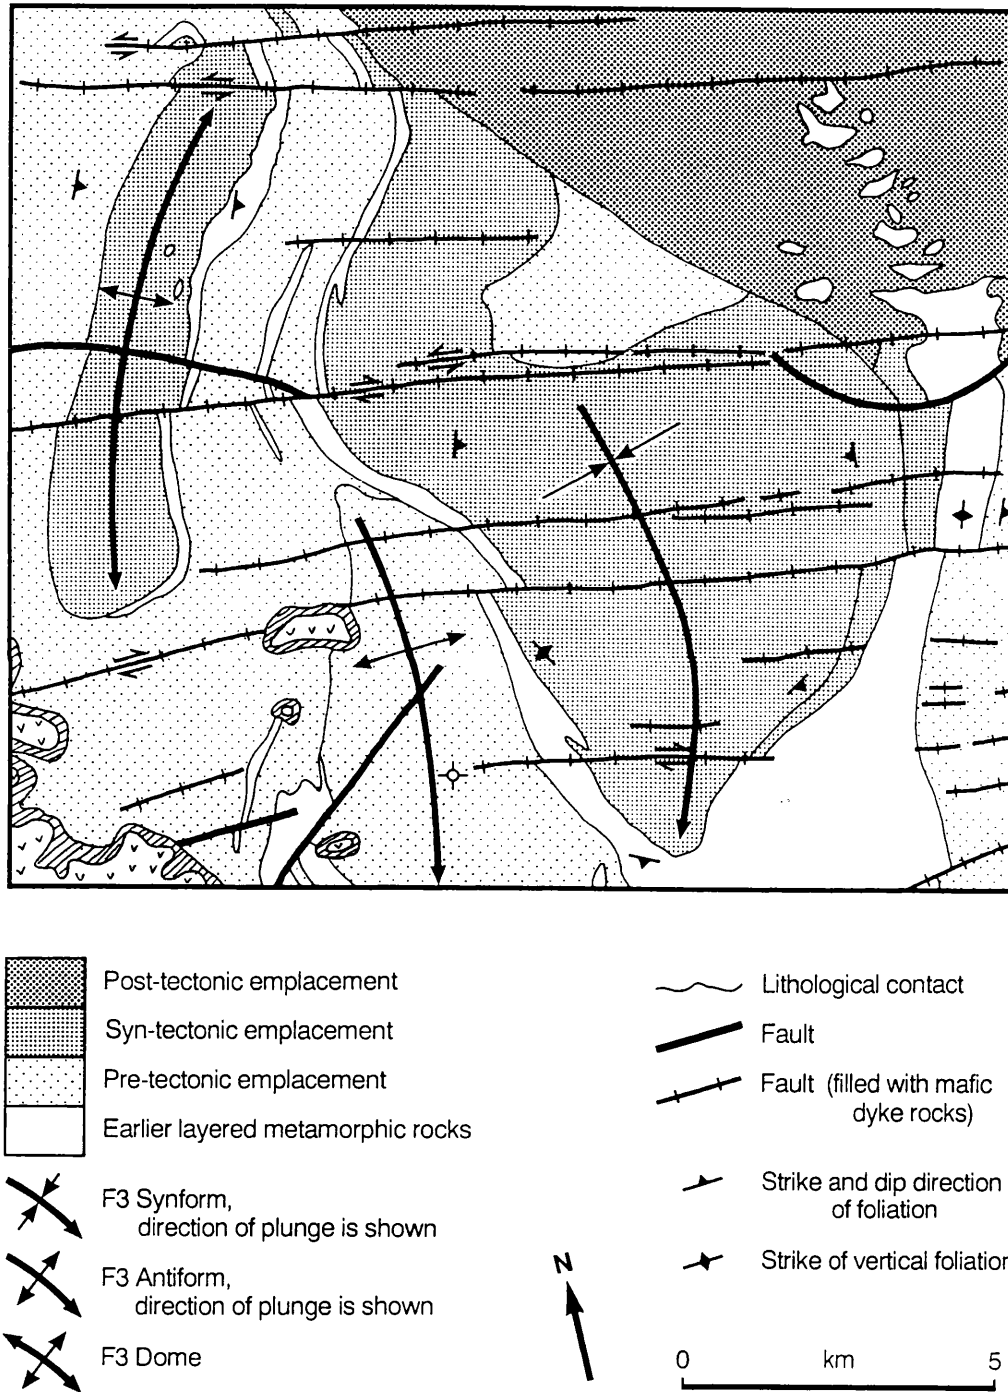 Post-tectonic emplacement
Syn-tectonic emplacement
Pre-tectonic emplacement
Earlier layered metamorphic rocks
F3 Synform,
direction of plunge is shown
F3 Antiform,
direction of plunge is shown
F3 Dome
Lithological contact
Fault
Fault (filled with mafic
dyke rocks)
Strike and dip direction
of foliation
Strike of vertical foliation
N
0 km 5